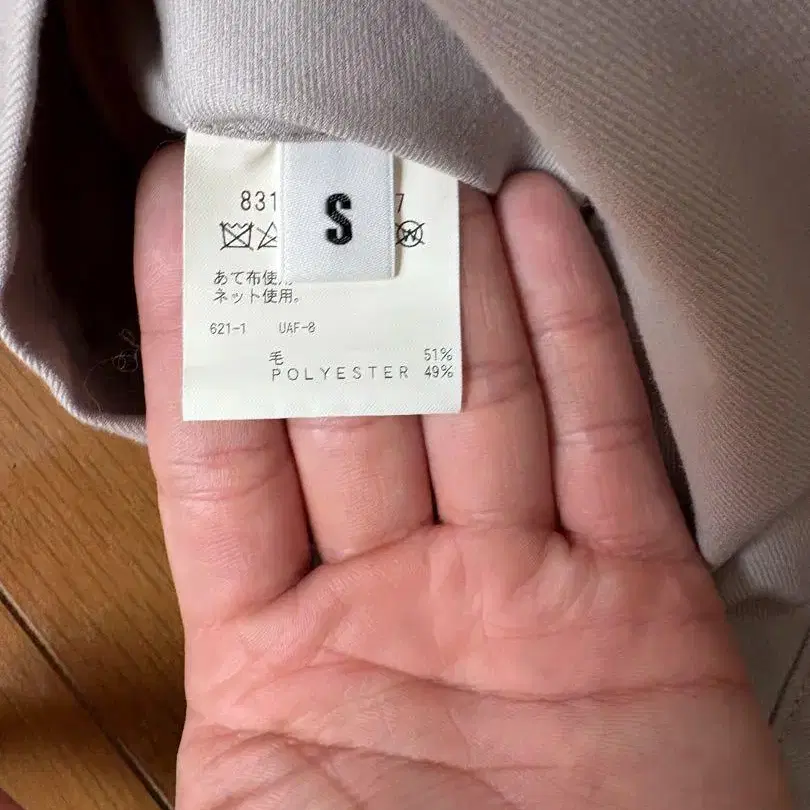 831
7
S
W
あて布使
ネット使用。
621-1 UAF-8
毛 51%
POLYESTER 49%